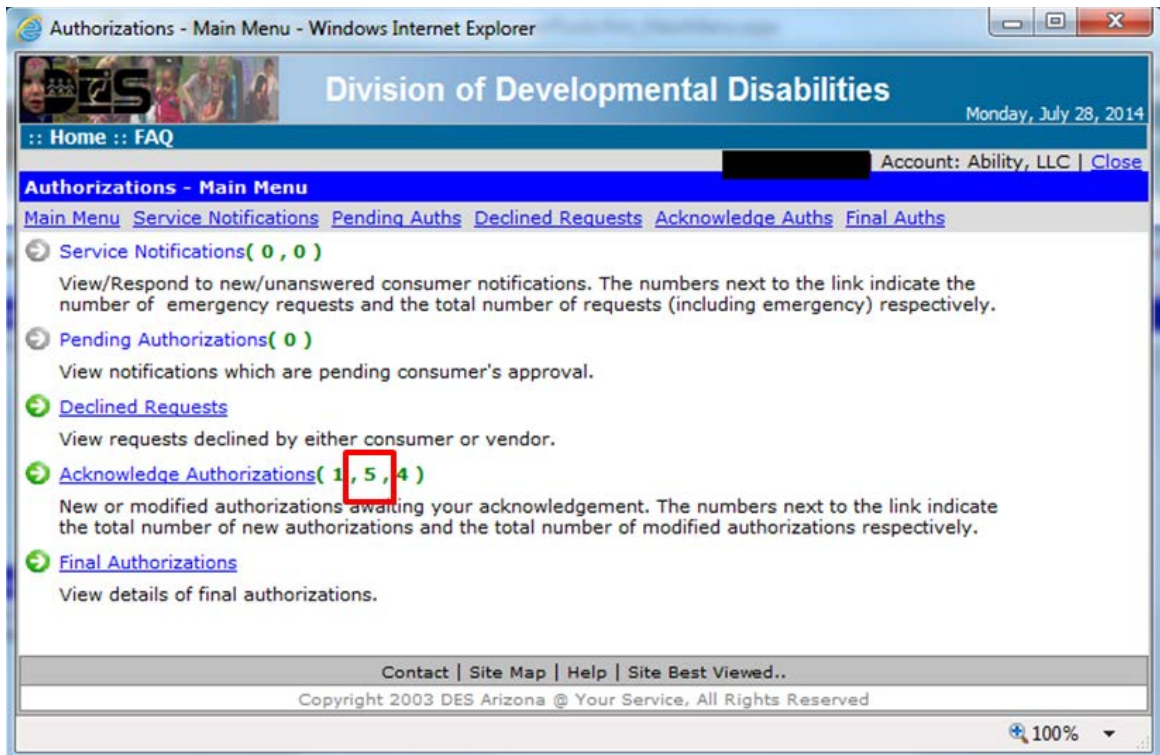 Authorizations - Main Menu - Windows Internet Explorer
DES
Division of Developmental Disabilities
Monday, July 28, 2014
:: Home :: FAQ
Account: Ability, LLC | Close
Authorizations - Main Menu
Main Menu Service Notifications Pending Auths Declined Requests Acknowledge Auths Final Auths
Service Notifications( 0 , 0 )
View/Respond to new/unanswered consumer notifications. The numbers next to the link indicate the
number of emergency requests and the total number of requests (including emergency) respectively.
Pending Authorizations( 0 )
View notifications which are pending consumer's approval.
Declined Requests
View requests declined by either consumer or vendor.
Acknowledge Authorizations( 1 , 5 , 4 )
New or modified authorizations awaiting your acknowledgement. The numbers next to the link indicate
the total number of new authorizations and the total number of modified authorizations respectively.
Final Authorizations
View details of final authorizations.
Contact | Site Map | Help | Site Best Viewed..
Copyright 2003 DES Arizona @ Your Service, All Rights Reserved
100%